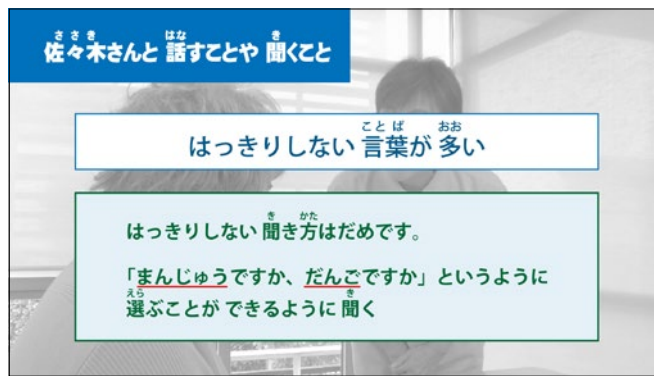 佐々木さんと 話すことや 聞くこと
はっきりしない 言葉が 多い
はっきりしない 聞き方はだめです。
「まんじゅうですか、だんごですか」というように
選ぶことが できるように 聞く